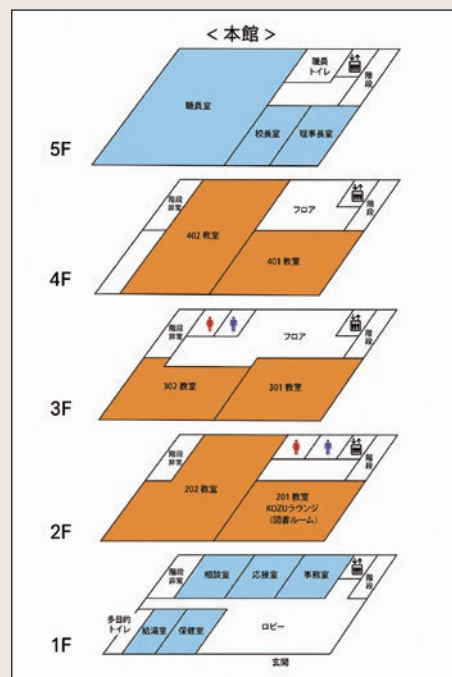 ＜本館＞
職員
トイレ
階段
職員室
校長室
理事長室
5F
階段
非常
フロア
階段
402 教室
401 教室
4F
階段
非常
フロア
階段
302 教室
301 教室
3F
階段
非常
階段
202 教室
201 教室
KOZUラウンジ
（図書ルーム）
2F
階段
非常
相談室
応接室
事務室
階段
多目的
トイレ
給湯室
保健室
ロビー
1F
玄関